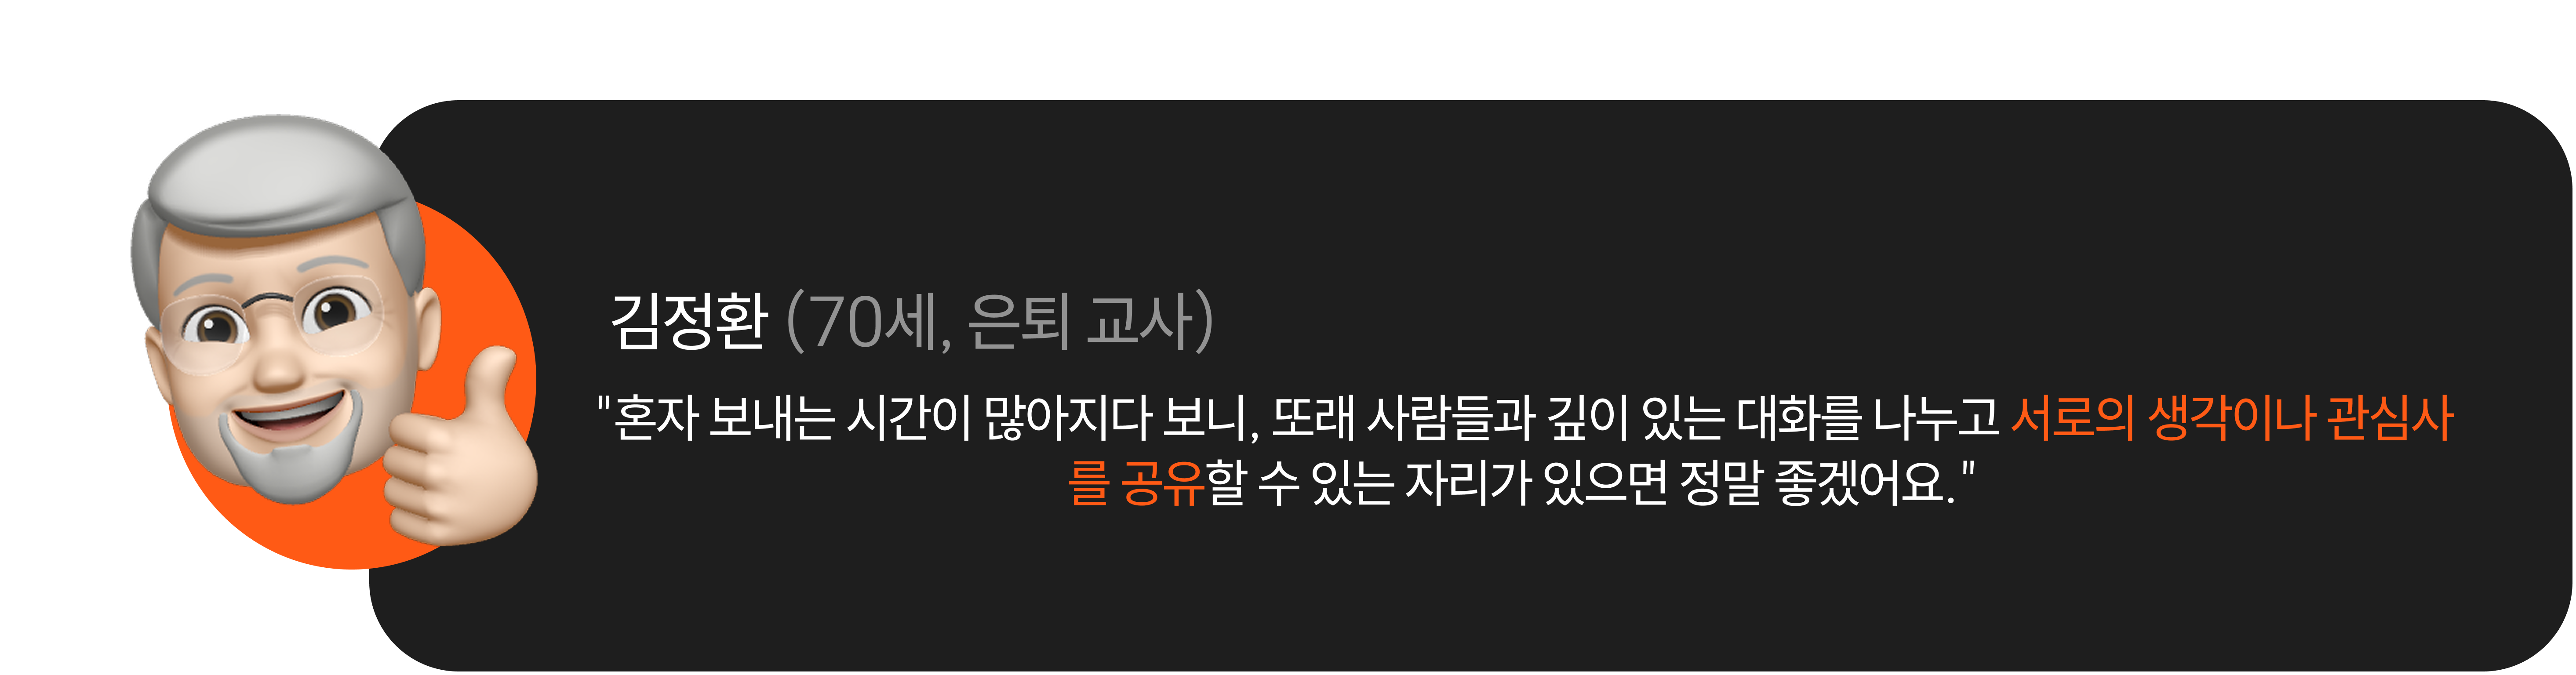 김정환 (70세, 은퇴 교사)
"혼자 보내는 시간이 많아지다 보니, 또래 사람들과 깊이 있는 대화를 나누고 서로의 생각이나 관심사
를 공유할 수 있는 자리가 있으면 정말 좋겠어요."